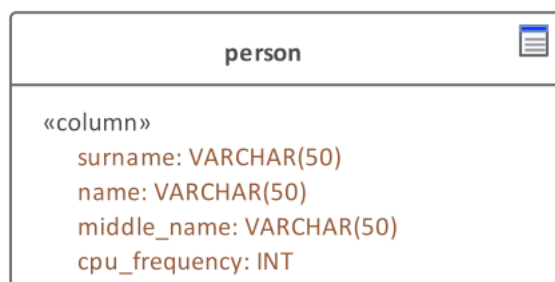 person
«column»
surname: VARCHAR(50)
name: VARCHAR(50)
middle_name: VARCHAR(50)
cpu_frequency: INT